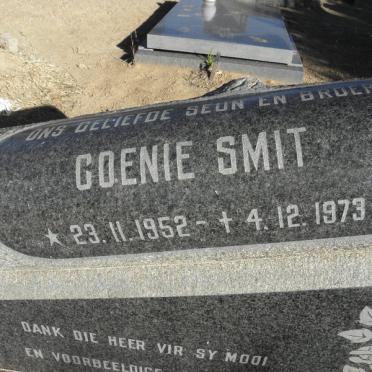 ONS GELIEFDE SEUN EN BROER
COENIE SMIT
★ 23.11.1952 - ✝ 4.12.1973
DANK DIE HEER VIR SY MOOI
EN VOORBEELDIGE